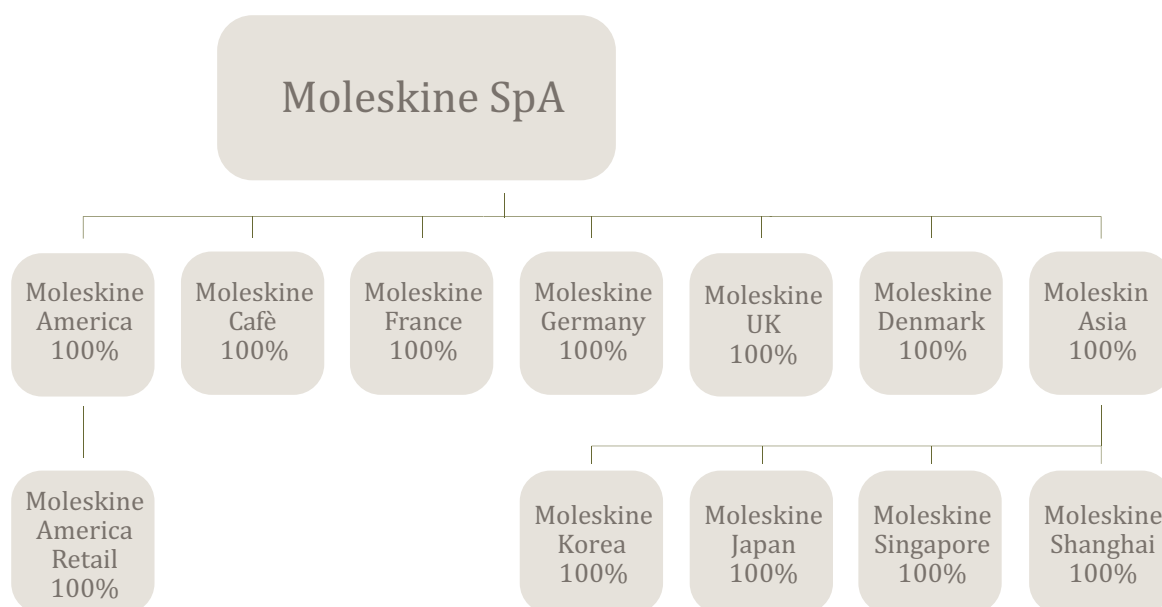 Moleskine SpA
Moleskine
America
100%
Moleskine
Cafè
100%
Moleskine
France
100%
Moleskine
Germany
100%
Moleskine
UK
100%
Moleskine
Denmark
100%
Moleskin
Asia
100%
Moleskine
America
Retail
100%
Moleskine
Korea
100%
Moleskine
Japan
100%
Moleskine
Singapore
100%
Moleskine
Shanghai
100%